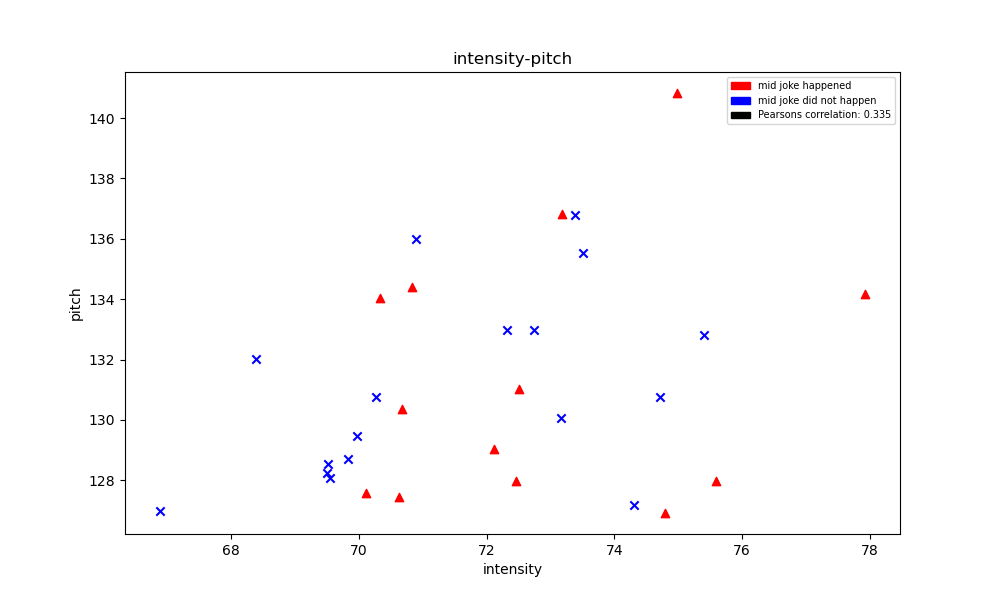 intensity-pitch
mid joke happened
mid joke did not happen
Pearsons correlation: 0.335
140
138
136
134
132
130
128
pitch
68 70 72 74 76 78
intensity